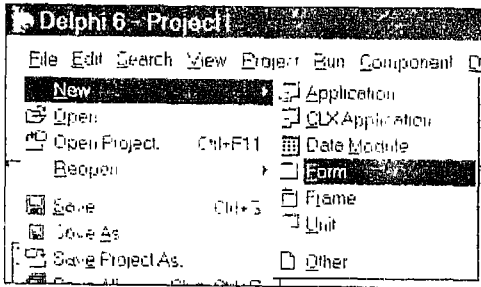 Delphi 6 - Project1
File Edit Search View Project Run Component
New
Open
Open Project. Ctrl+F11
Reopen
Save Ctrl+S
Save As
Save Project As.
Application
CLX Application
Data Module
Form
Frame
Unit
Other